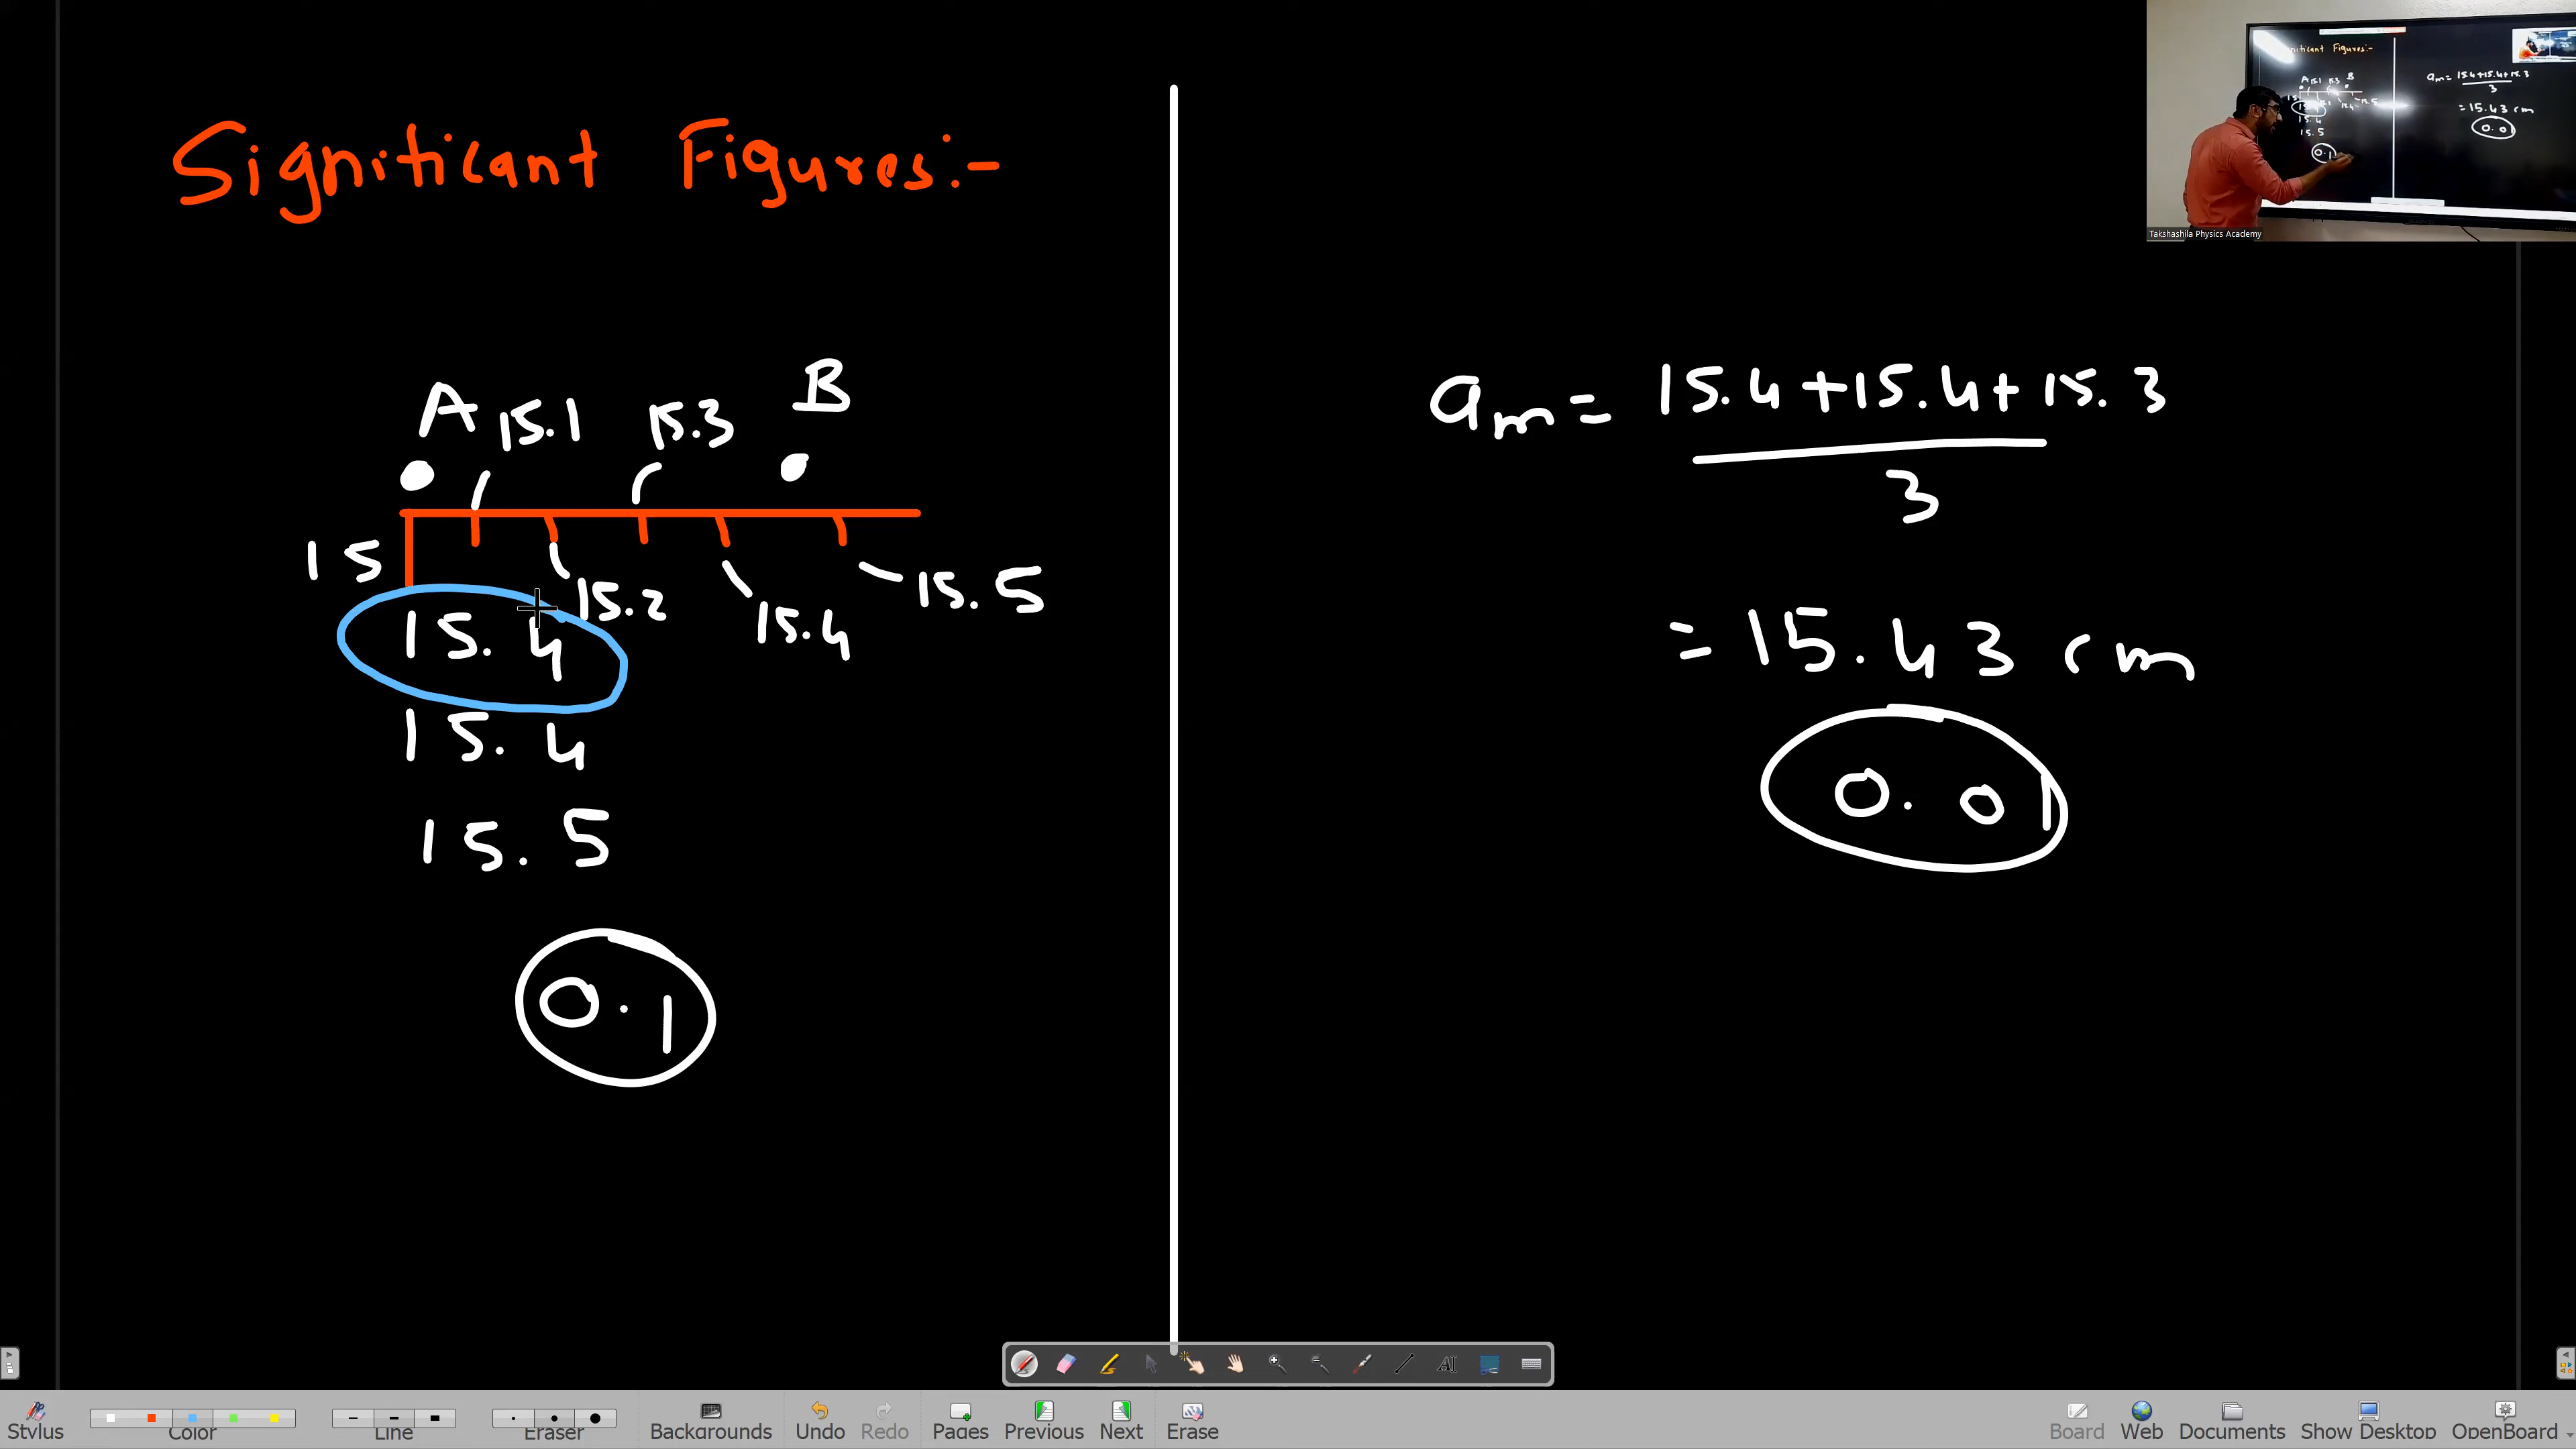 Significant Figures:-
A 15.1 15.3 B
15 15.2 15.4 15.5
15.4
15.4
15.5
0.1
am = 15.4+15.4+15.3
3
= 15.43 cm
0.01
Takshashila Physics Academy
Stylus Color Line Eraser Backgrounds Undo Redo Pages Previous Next Erase Board Web Documents Show Desktop OpenBoard